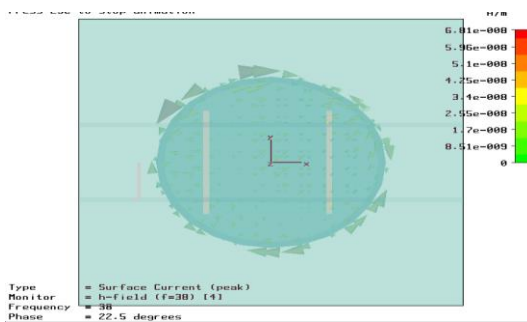 Press ESC to stop animation
A/m
6.81e-008
5.96e-008
5.1e-008
4.25e-008
3.4e-008
2.55e-008
1.7e-008
8.51e-009
0
y
x
Type = Surface Current (peak)
Monitor = h-field (f=38) [4]
Frequency = 38
Phase = 22.5 degrees